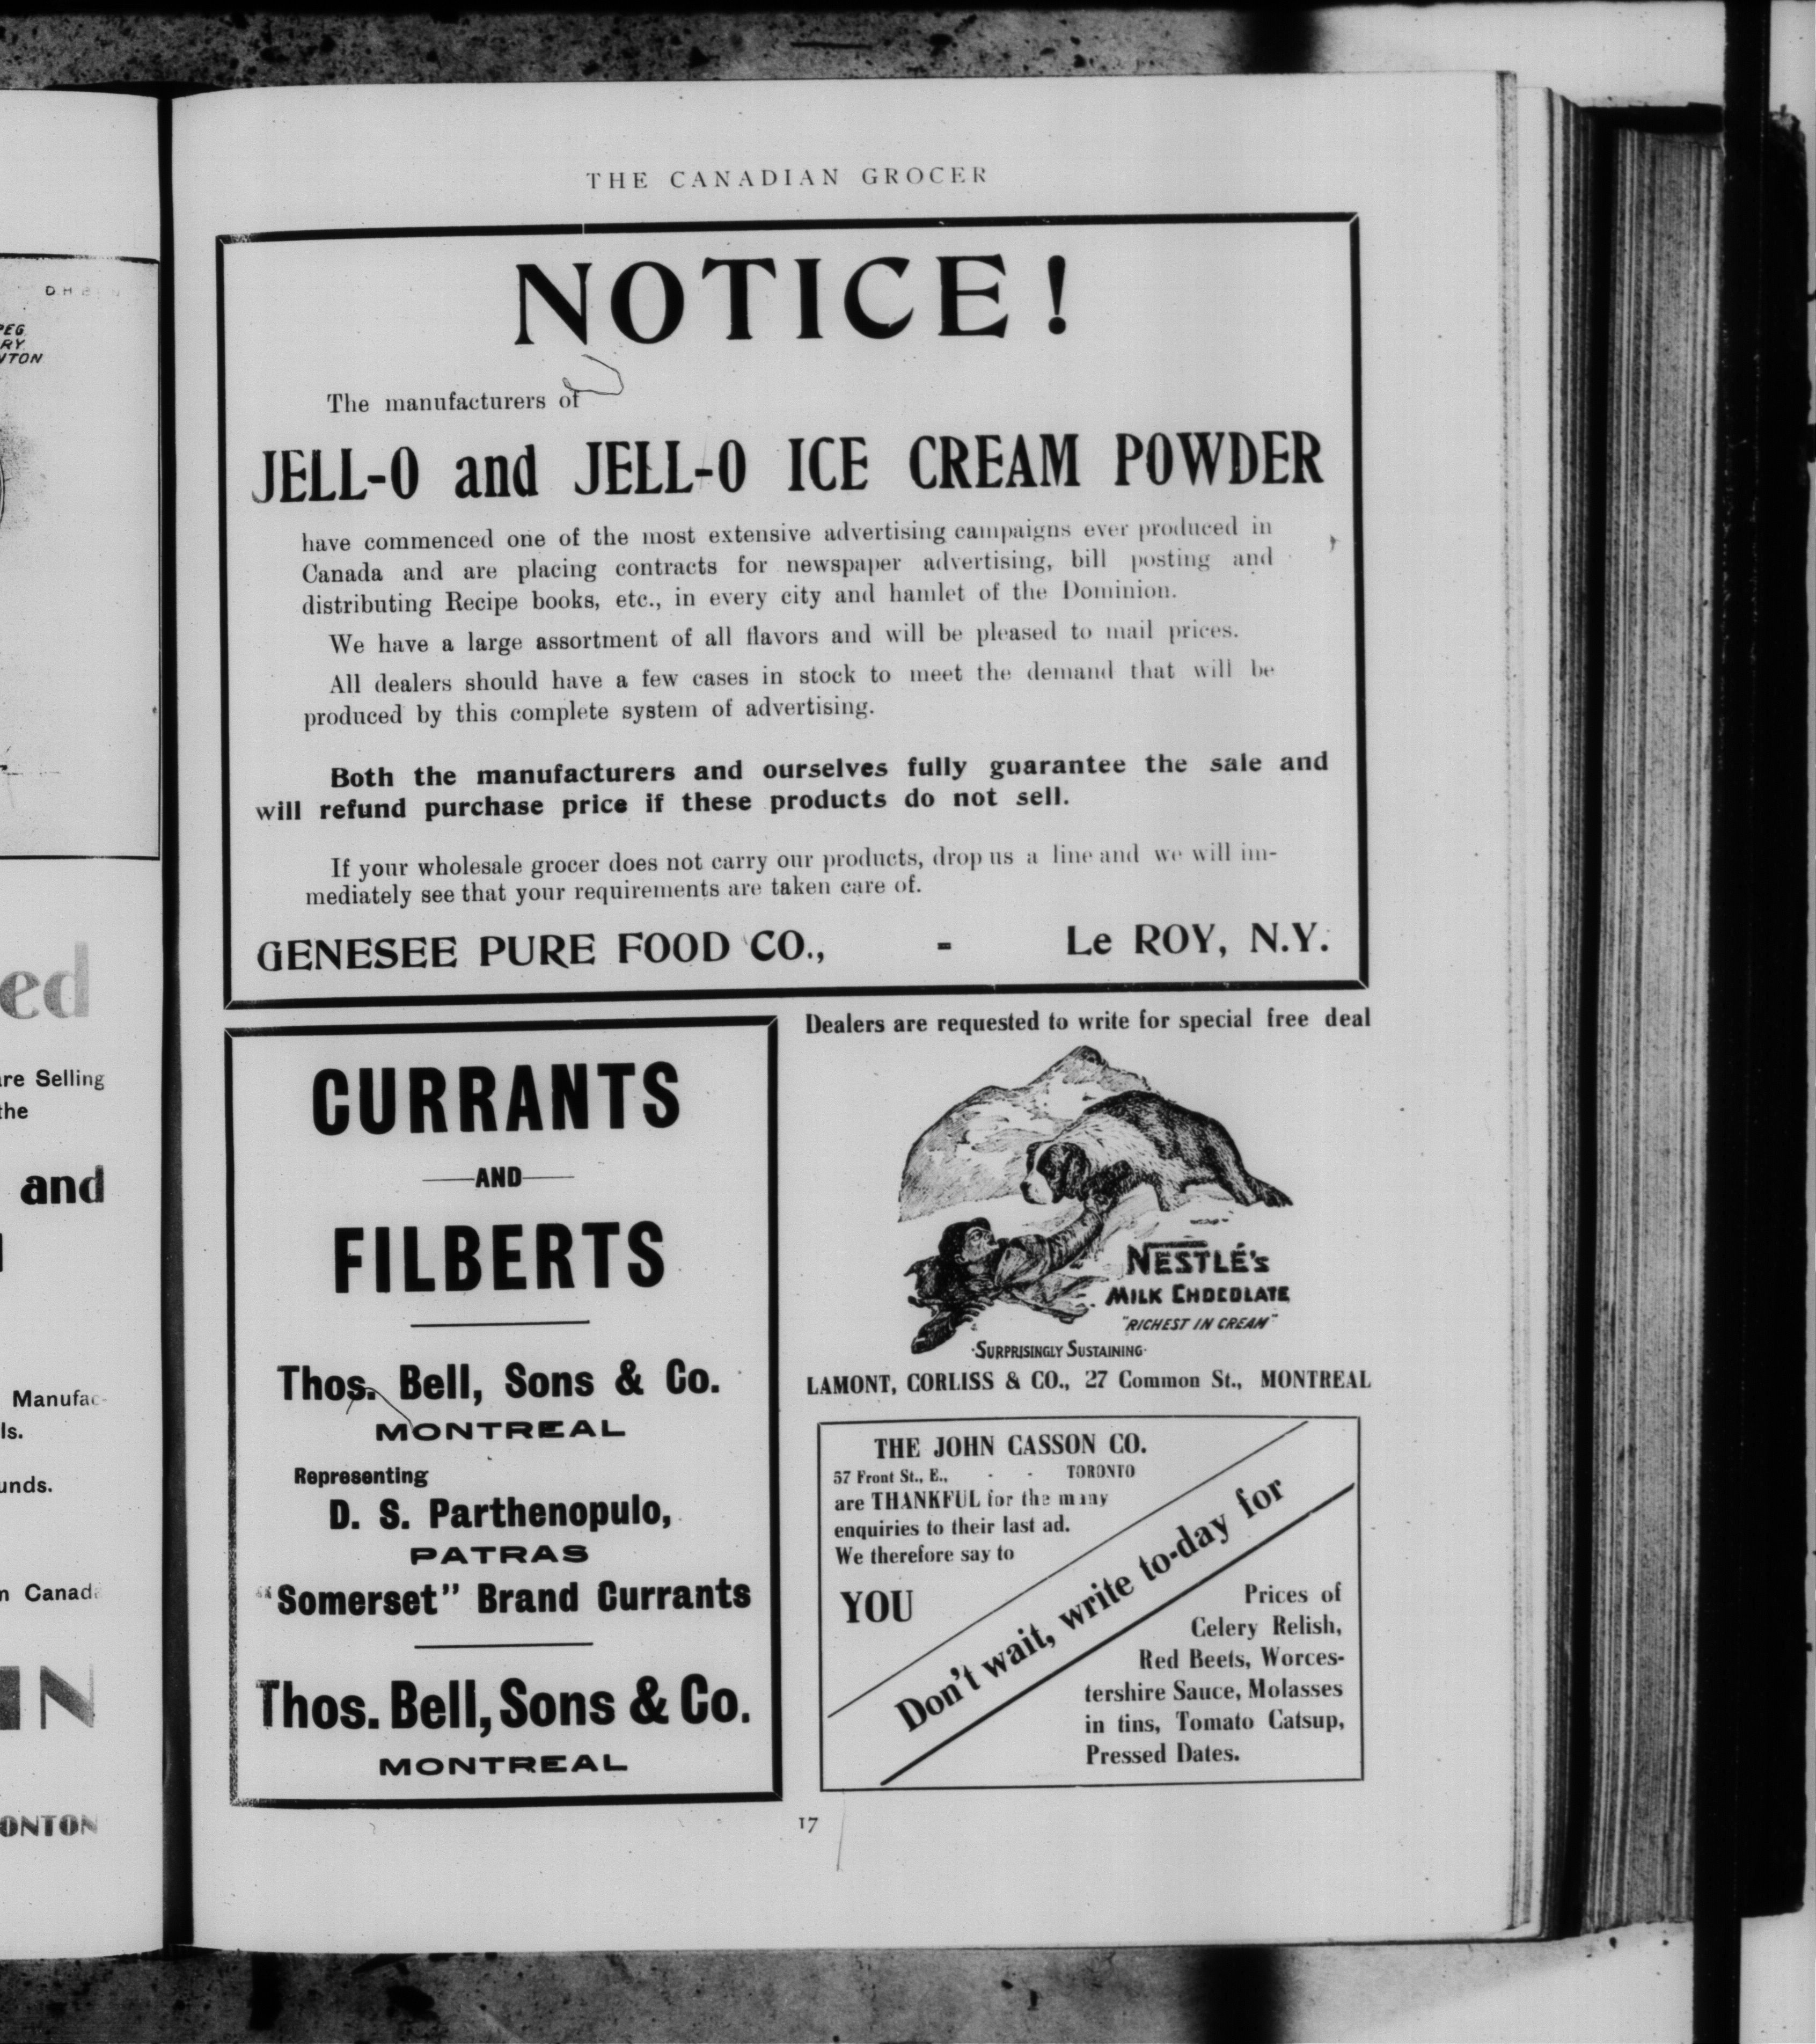 THE CANADIAN GROCER
NOTICE!
The manufacturers of
JELL-O and JELL-O ICE CREAM POWDER
have commenced one of the most extensive advertising campaigns ever produced in
Canada and are placing contracts for newspaper advertising, bill posting and
distributing Recipe books, etc., in every city and hamlet of the Dominion.
We have a large assortment of all flavors and will be pleased to mail prices.
All dealers should have a few cases in stock to meet the demand that will be
produced by this complete system of advertising.
Both the manufacturers and ourselves fully guarantee the sale and
will refund purchase price if these products do not sell.
If your wholesale grocer does not carry our products, drop us a line and we will im-
mediately see that your requirements are taken care of.
GENESEE PURE FOOD CO., - Le ROY, N.Y.
CURRANTS
—AND—
FILBERTS
Thos. Bell, Sons & Co.
MONTREAL
Representing
D. S. Parthenopulo,
PATRAS
"Somerset" Brand Currants
Thos. Bell, Sons & Co.
MONTREAL
Dealers are requested to write for special free deal
NESTLÉ'S
MILK CHOCOLATE
"RICHEST IN CREAM"
·SURPRISINGLY SUSTAINING·
LAMONT, CORLISS & CO., 27 Common St., MONTREAL
THE JOHN CASSON CO.
57 Front St., E., - - TORONTO
are THANKFUL for the many
enquiries to their last ad.
We therefore say to
YOU
Don't wait, write to-day for
Prices of
Celery Relish,
Red Beets, Worces-
tershire Sauce, Molasses
in tins, Tomato Catsup,
Pressed Dates.
17
ed
re Selling
the
and
Manufac-
ls.
unds.
n Canad
IN
ONTON